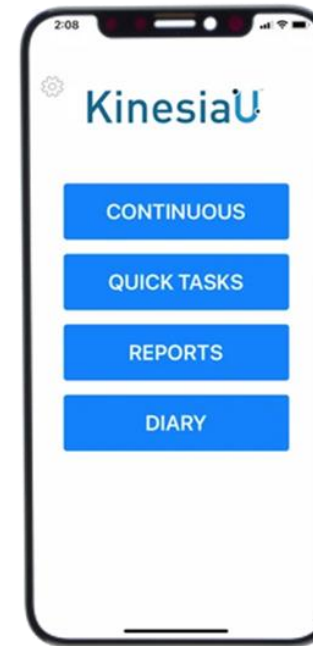 2:08
KinesiaU
CONTINUOUS
QUICK TASKS
REPORTS
DIARY